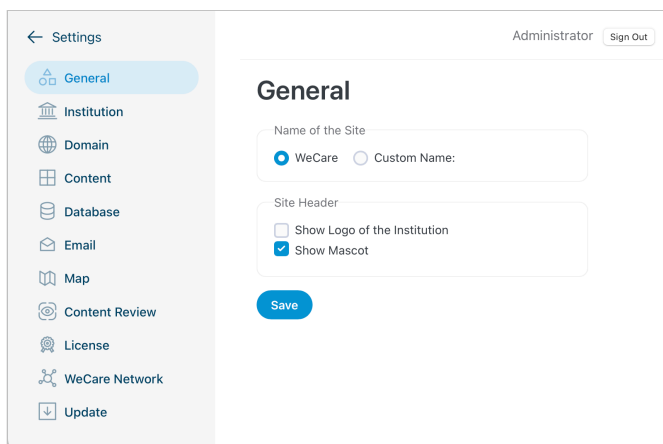 Settings
Administrator
Sign Out
General
Institution
Domain
Content
Database
Email
Map
Content Review
License
WeCare Network
Update
General
Name of the Site
WeCare
Custom Name:
Site Header
Show Logo of the Institution
Show Mascot
Save